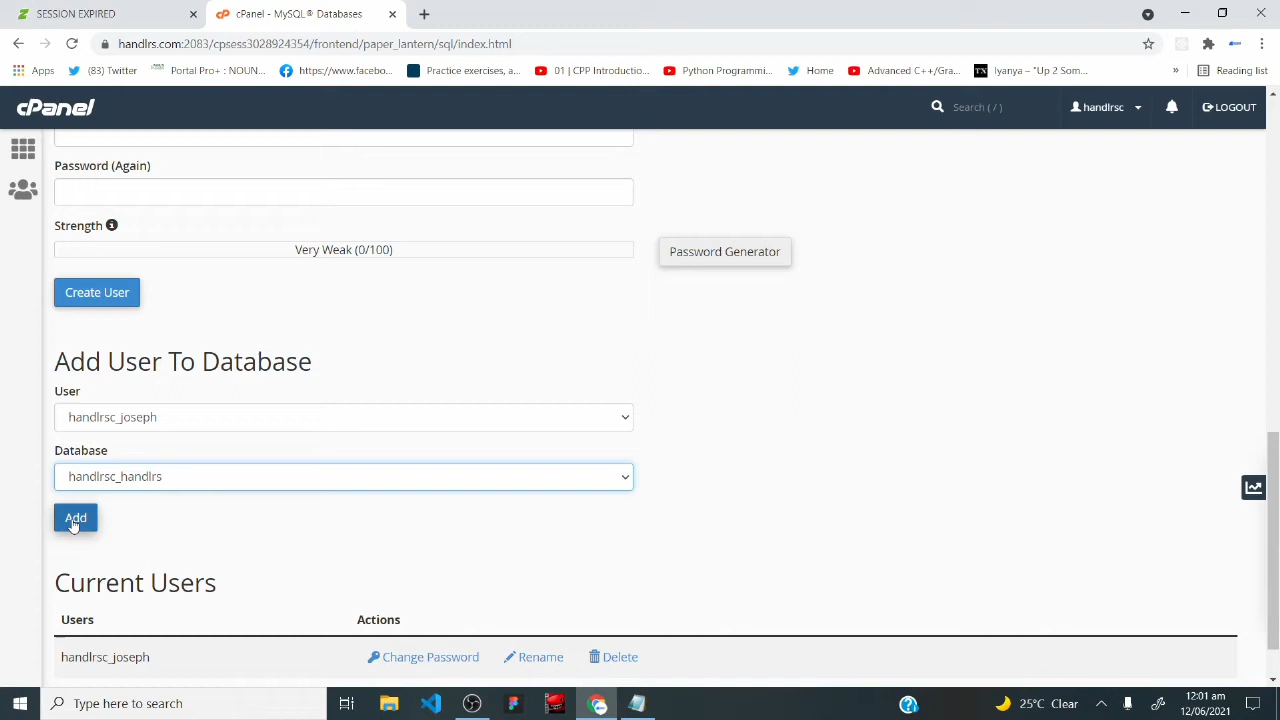 SESSION EXPIRED
cPanel - MySQL® Databases
handlrs.com:2083/cpsess3028924354/frontend/paper_lantern/sql/index.html
Apps
Twitter
Portal Pro+ : NOUN...
https://www.facebo...
Practice exercises, a...
01 | CPP Introductio...
Python Programmi...
Home
Advanced C++/Gra...
TX
Iyanya – "Up 2 Som...
»
Reading list
cPanel
Search ( / )
handlrsc
LOGOUT
Password (Again)
Strength
Very Weak (0/100)
Password Generator
Create User
Add User To Database
User
handlrsc_joseph
Database
handlrsc_handlrs
Add
Current Users
Users
Actions
handlrsc_joseph
Change Password
Rename
Delete
Type here to search
25°C Clear
12:01 am
12/06/2021